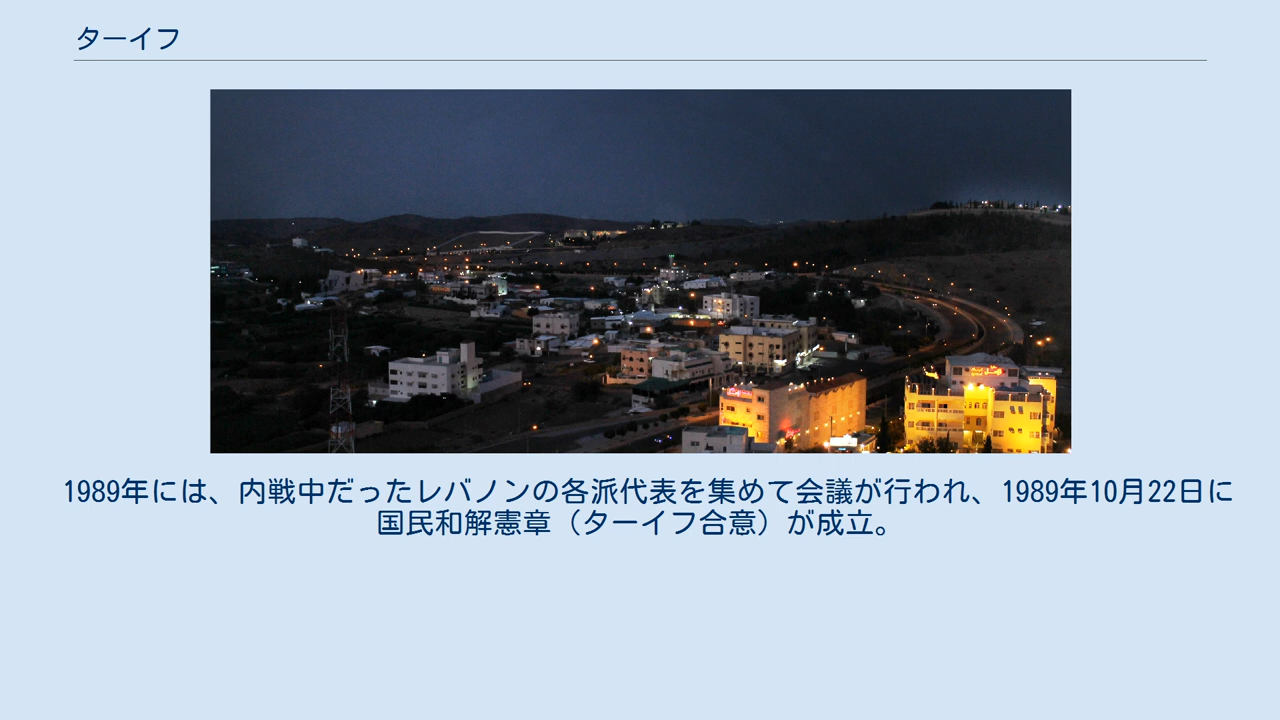 ターイフ
1989年には、内戦中だったレバノンの各派代表を集めて会議が行われ、1989年10月22日に
国民和解憲章（ターイフ合意）が成立。